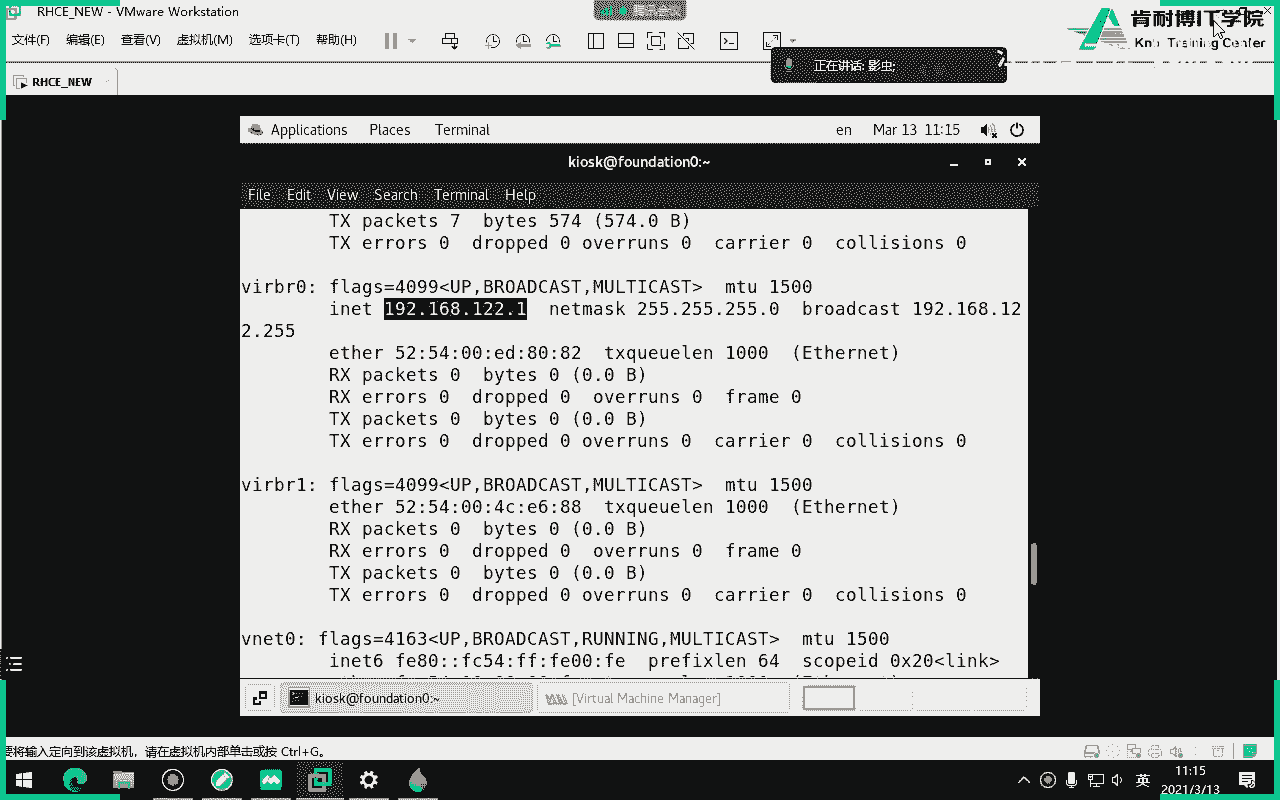 RHCE_NEW - VMware Workstation
文件(F) 编辑(E) 查看(V) 虚拟机(M) 选项卡(T) 帮助(H)
肯耐博IT学院
Training Center
正在讲话: 影虫;
RHCE_NEW
Applications Places Terminal en Mar 13 11:15
kiosk@foundation0:~
File Edit View Search Terminal Help
TX packets 7 bytes 574 (574.0 B)
TX errors 0 dropped 0 overruns 0 carrier 0 collisions 0
virbr0: flags=4099<UP,BROADCAST,MULTICAST> mtu 1500
inet 192.168.122.1 netmask 255.255.255.0 broadcast 192.168.12
2.255
ether 52:54:00:ed:80:82 txqueuelen 1000 (Ethernet)
RX packets 0 bytes 0 (0.0 B)
RX errors 0 dropped 0 overruns 0 frame 0
TX packets 0 bytes 0 (0.0 B)
TX errors 0 dropped 0 overruns 0 carrier 0 collisions 0
virbr1: flags=4099<UP,BROADCAST,MULTICAST> mtu 1500
ether 52:54:00:4c:e6:88 txqueuelen 1000 (Ethernet)
RX packets 0 bytes 0 (0.0 B)
RX errors 0 dropped 0 overruns 0 frame 0
TX packets 0 bytes 0 (0.0 B)
TX errors 0 dropped 0 overruns 0 carrier 0 collisions 0
vnet0: flags=4163<UP,BROADCAST,RUNNING,MULTICAST> mtu 1500
inet6 fe80::fc54:ff:fe00:fe prefixlen 64 scopeid 0x20<link>
kiosk@foundation0:~ [Virtual Machine Manager]
要将输入定向到该虚拟机，请在虚拟机内部单击或按 Ctrl+G。
英
11:15
2021/3/13